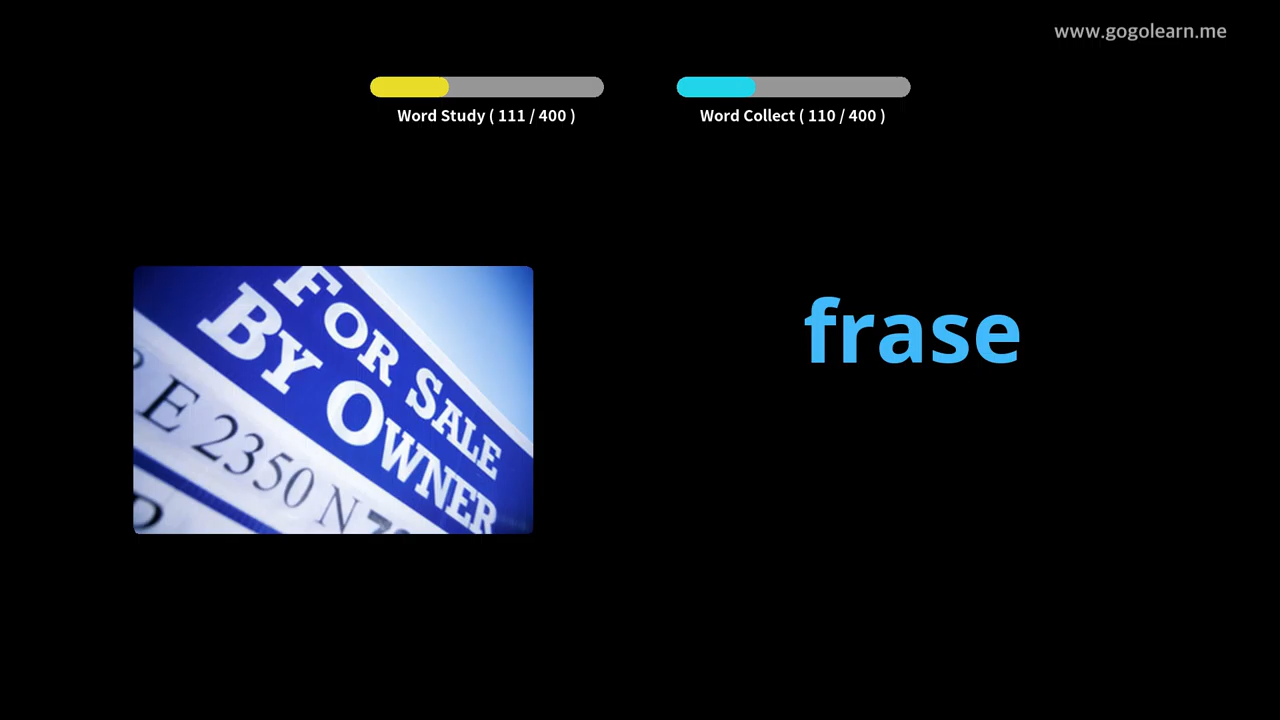 www.gogolearn.me
Word Study ( 111 / 400 )
Word Collect ( 110 / 400 )
FOR SALE
BY OWNER
E 2350 N
frase